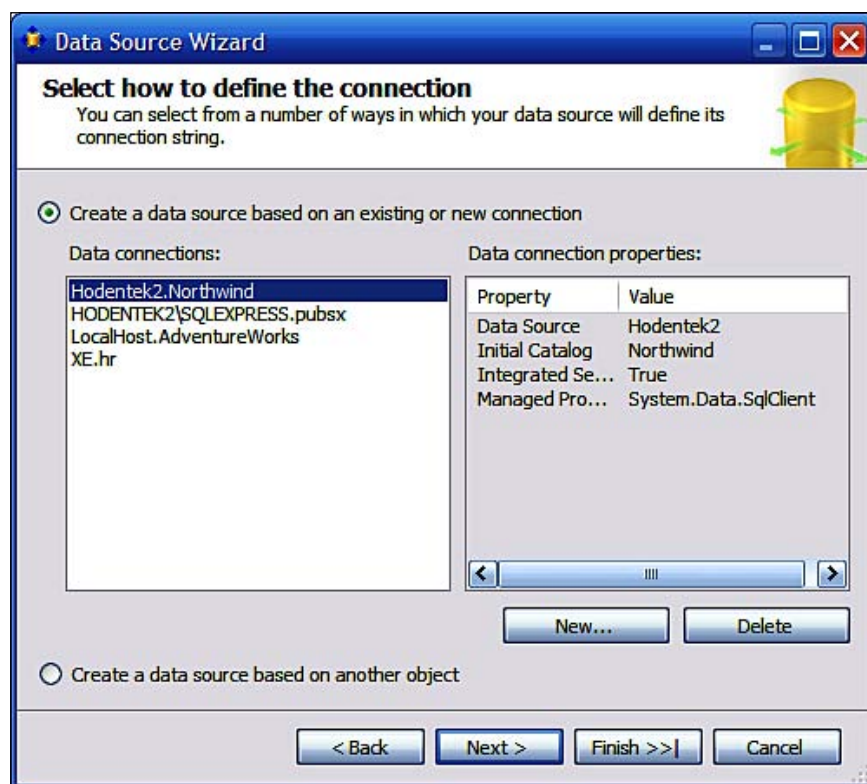 Data Source Wizard
Select how to define the connection
You can select from a number of ways in which your data source will define its
connection string.
Create a data source based on an existing or new connection
Data connections:
Hodentek2.Northwind
HODENTEK2\SQLEXPRESS.pubsx
LocalHost.AdventureWorks
XE.hr
Data connection properties:
Property Value
Data Source Hodentek2
Initial Catalog Northwind
Integrated Se... True
Managed Pro... System.Data.SqlClient
New... Delete
Create a data source based on another object
< Back Next > Finish >>| Cancel